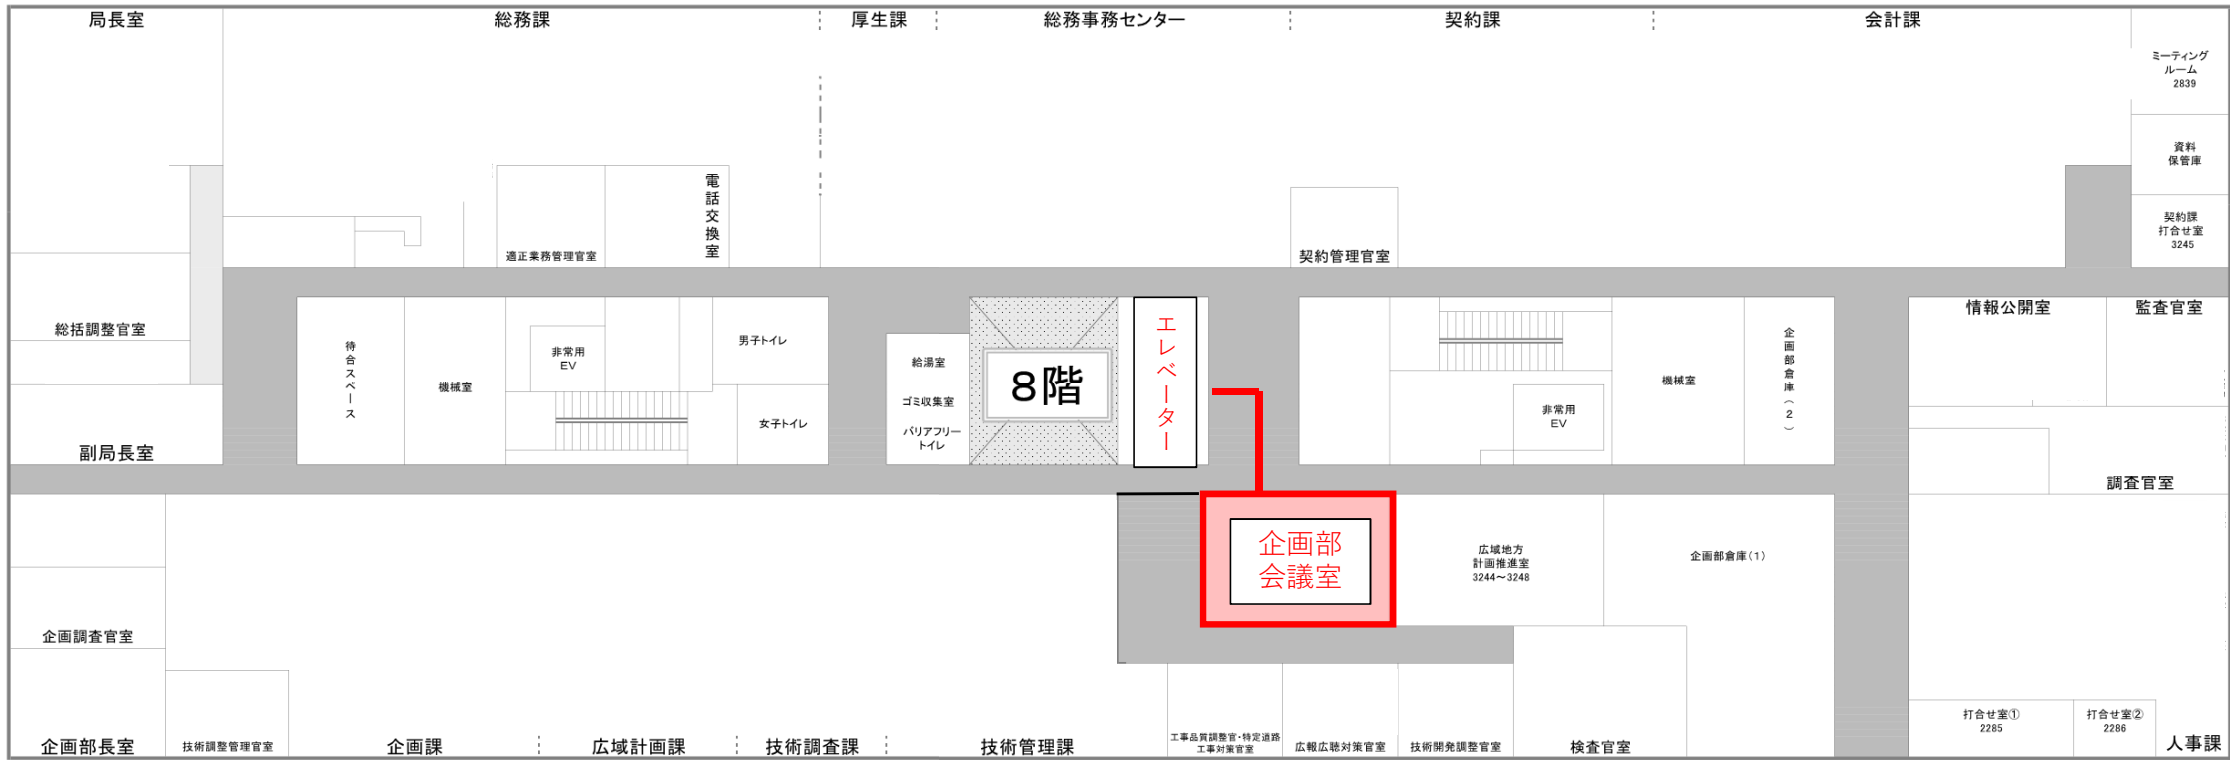 局長室
総務課
厚生課
総務事務センター
契約課
会計課
ミーティング
ルーム
2839
資料
保管庫
契約課
打合せ室
3245
適正業務管理官室
電話交換室
契約管理官室
総括調整官室
副局長室
待合スペース
機械室
非常用
EV
男子トイレ
女子トイレ
給湯室
ゴミ収集室
バリアフリー
トイレ
8階
エレベーター
非常用
EV
機械室
企画部倉庫(2)
情報公開室
監査官室
調査官室
企画部
会議室
広域地方
計画推進室
3244~3248
企画部倉庫(1)
企画調査官室
企画部長室
技術調整管理官室
企画課
広域計画課
技術調査課
技術管理課
工事品質調整官・特定道路
工事対策官室
広報広聴対策官室
技術開発調整官室
検査官室
打合せ室①
2285
打合せ室②
2286
人事課